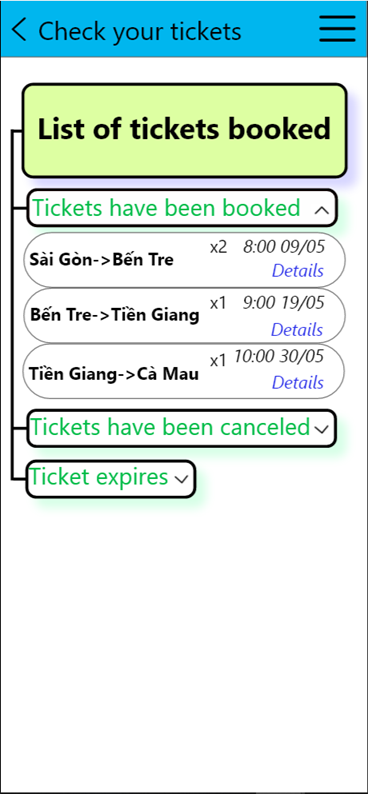 Check your tickets
List of tickets booked
Tickets have been booked
Sài Gòn->Bến Tre x2 8:00 09/05
Details
Bến Tre->Tiền Giang x1 9:00 19/05
Details
Tiền Giang->Cà Mau x1 10:00 30/05
Details
Tickets have been canceled
Ticket expires